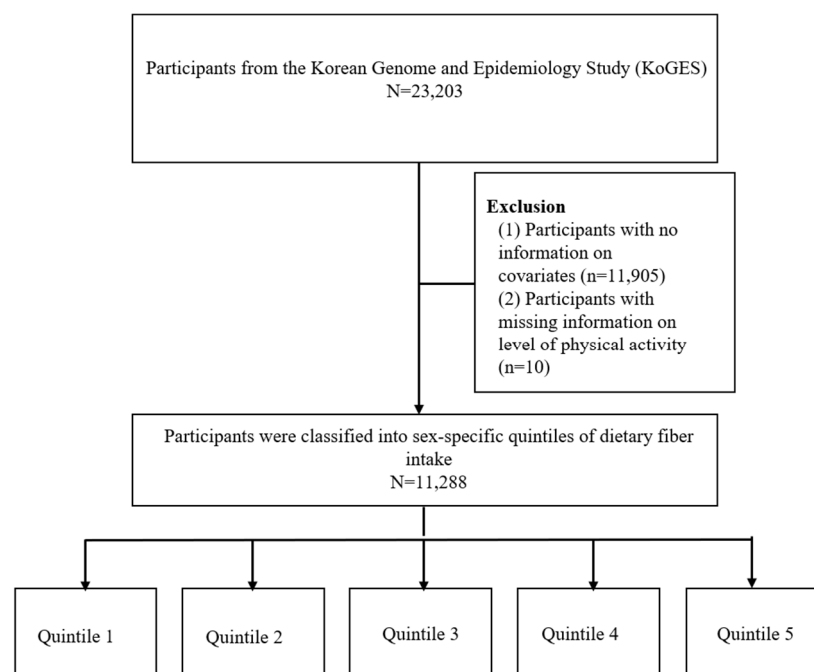 Participants from the Korean Genome and Epidemiology Study (KoGES)
N=23,203
Exclusion
(1) Participants with no
information on
covariates (n=11,905)
(2) Participants with
missing information on
level of physical activity
(n=10)
Participants were classified into sex-specific quintiles of dietary fiber
intake
N=11,288
Quintile 1
Quintile 2
Quintile 3
Quintile 4
Quintile 5